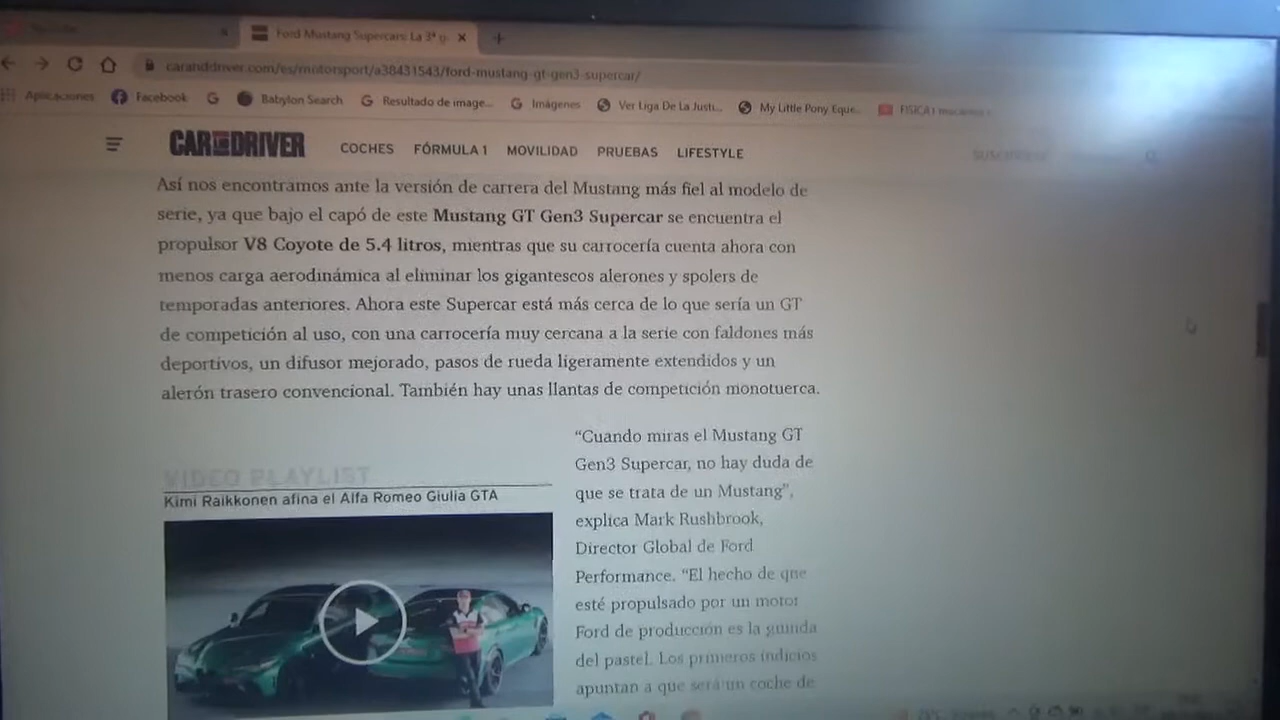 YouTube
Ford Mustang Supercars: La 3ª g
caranddriver.com/es/motorsport/a38431543/ford-mustang-gt-gen3-supercar/
Aplicaciones Facebook Babylon Search Resultado de image... Imágenes Ver Liga De La Justi... My Little Pony Eque... FISICA
CAR AND DRIVER COCHES FÓRMULA 1 MOVILIDAD PRUEBAS LIFESTYLE
Así nos encontramos ante la versión de carrera del Mustang más fiel al modelo de
serie, ya que bajo el capó de este Mustang GT Gen3 Supercar se encuentra el
propulsor V8 Coyote de 5.4 litros, mientras que su carrocería cuenta ahora con
menos carga aerodinámica al eliminar los gigantescos alerones y spolers de
temporadas anteriores. Ahora este Supercar está más cerca de lo que sería un GT
de competición al uso, con una carrocería muy cercana a la serie con faldones más
deportivos, un difusor mejorado, pasos de rueda ligeramente extendidos y un
alerón trasero convencional. También hay unas llantas de competición monotuerca.
VIDEO PLAYLIST
Kimi Raikkonen afina el Alfa Romeo Giulia GTA
“Cuando miras el Mustang GT
Gen3 Supercar, no hay duda de
que se trata de un Mustang”,
explica Mark Rushbrook,
Director Global de Ford
Performance. “El hecho de que
esté propulsado por un motor
Ford de producción es la guinda
del pastel. Los primeros indicios
apuntan a que será un coche de